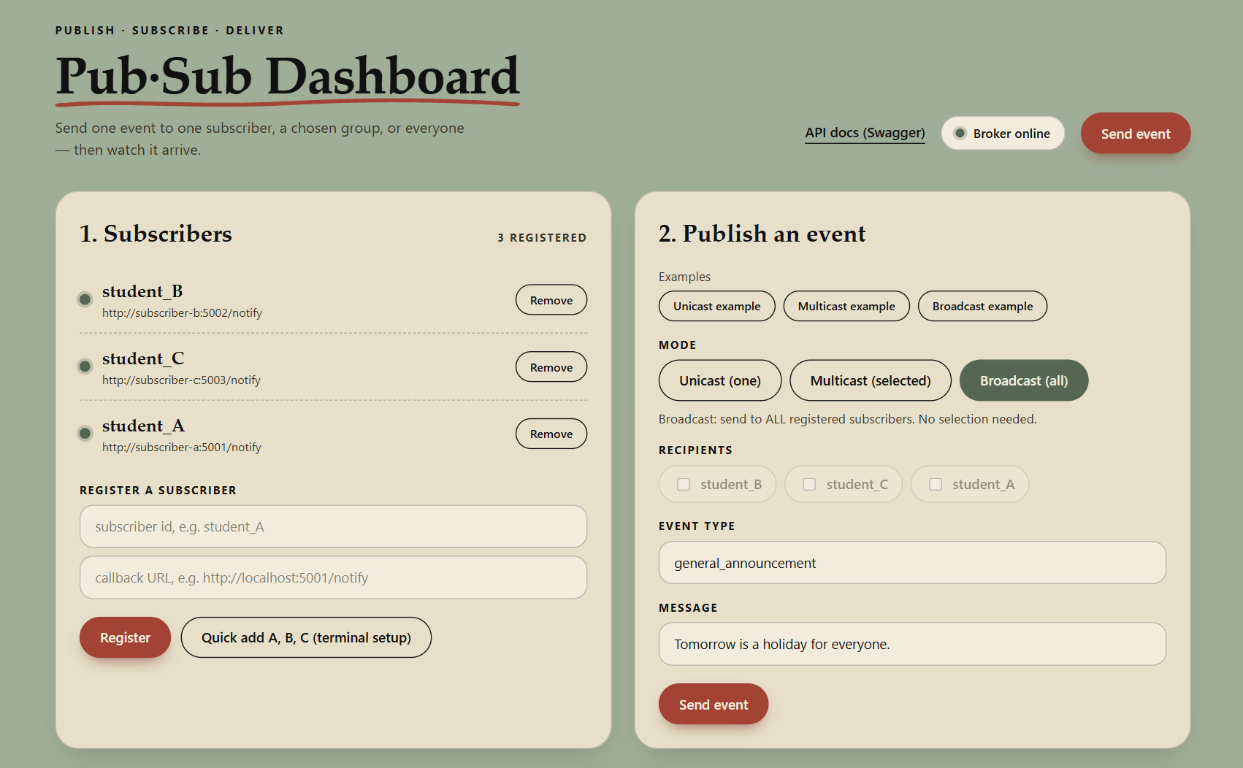 PUBLISH · SUBSCRIBE · DELIVER
Pub·Sub Dashboard
Send one event to one subscriber, a chosen group, or everyone
— then watch it arrive.
API docs (Swagger)
Broker online
Send event
1. Subscribers
3 REGISTERED
student_B
http://subscriber-b:5002/notify
Remove
student_C
http://subscriber-c:5003/notify
Remove
student_A
http://subscriber-a:5001/notify
Remove
REGISTER A SUBSCRIBER
subscriber id, e.g. student_A
callback URL, e.g. http://localhost:5001/notify
Register
Quick add A, B, C (terminal setup)
2. Publish an event
Examples
Unicast example
Multicast example
Broadcast example
MODE
Unicast (one)
Multicast (selected)
Broadcast (all)
Broadcast: send to ALL registered subscribers. No selection needed.
RECIPIENTS
student_B
student_C
student_A
EVENT TYPE
general_announcement
MESSAGE
Tomorrow is a holiday for everyone.
Send event